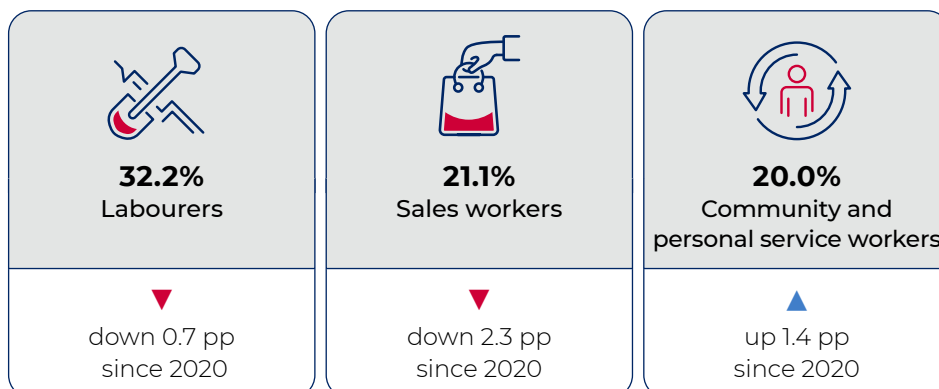 32.2%
Labourers
down 0.7 pp
since 2020
21.1%
Sales workers
down 2.3 pp
since 2020
20.0%
Community and
personal service workers
up 1.4 pp
since 2020